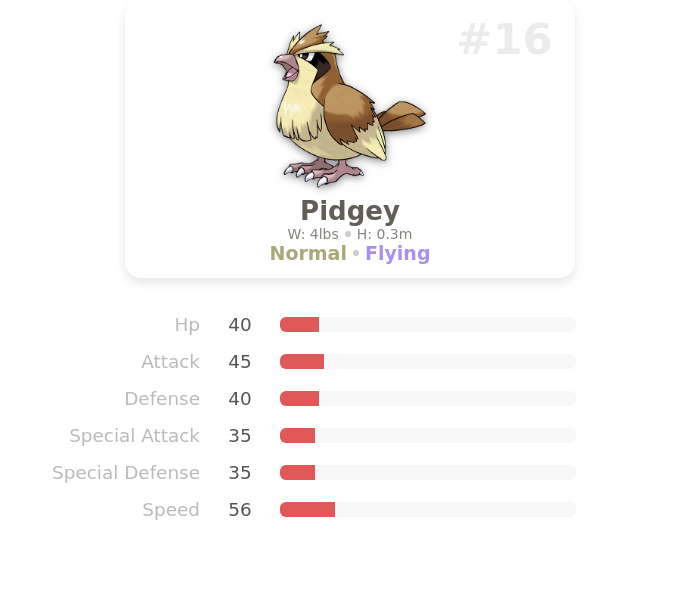 #16
Pidgey
W: 4lbs • H: 0.3m
Normal • Flying
Hp 40
Attack 45
Defense 40
Special Attack 35
Special Defense 35
Speed 56